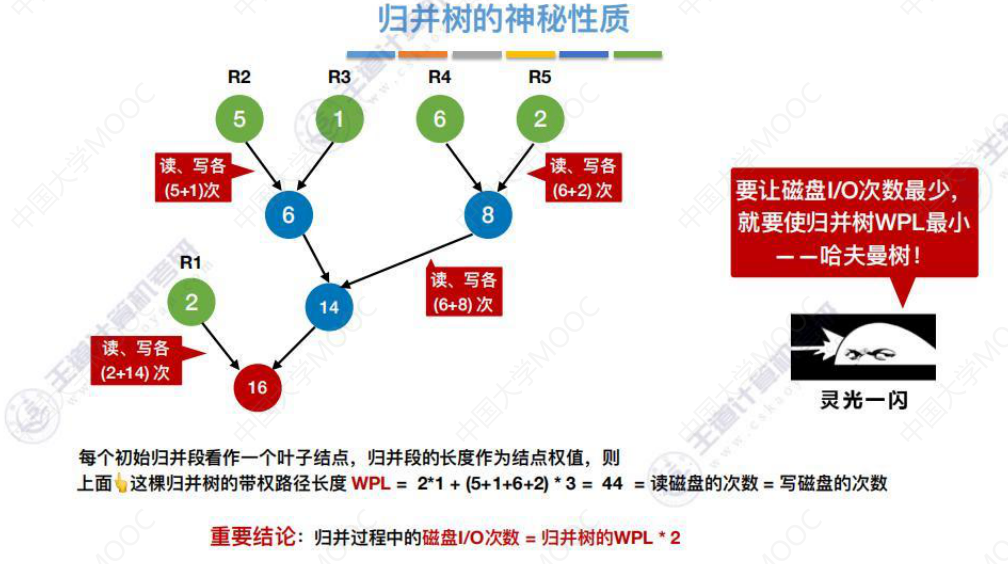 归并树的神秘性质
R2 R3 R4 R5
5 1 6 2
读、写各
(5+1)次
读、写各
(6+2) 次
6 8
R1
2
14
读、写各
(6+8) 次
读、写各
(2+14) 次
16
要让磁盘I/O次数最少，
就要使归并树WPL最小
——哈夫曼树！
灵光一闪
每个初始归并段看作一个叶子结点，归并段的长度作为结点权值，则
上面👆这棵归并树的带权路径长度 WPL = 2*1 + (5+1+6+2) * 3 = 44 = 读磁盘的次数 = 写磁盘的次数
重要结论：归并过程中的磁盘I/O次数 = 归并树的WPL * 2
中国大学MOOC
王道计算机考研
www.cskaoyan.com